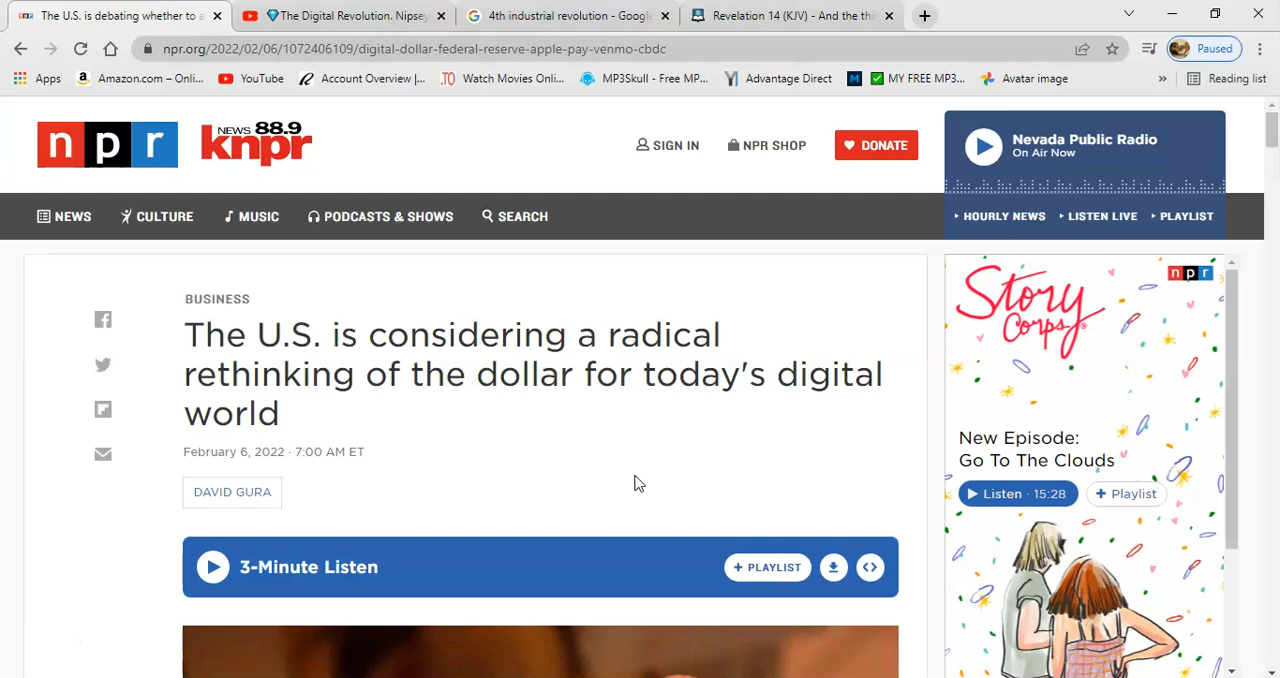 The U.S. is debating whether to a
The Digital Revolution. Nipsey
4th industrial revolution - Google
Revelation 14 (KJV) - And the thi
npr.org/2022/02/06/1072406109/digital-dollar-federal-reserve-apple-pay-venmo-cbdc
Paused
Apps
Amazon.com – Onli...
YouTube
Account Overview |...
Watch Movies Onli...
MP3Skull - Free MP...
Advantage Direct
MY FREE MP3...
Avatar image
»
Reading list
npr
NEWS 88.9
knpr
SIGN IN
NPR SHOP
DONATE
Nevada Public Radio
On Air Now
NEWS
CULTURE
MUSIC
PODCASTS & SHOWS
SEARCH
HOURLY NEWS
LISTEN LIVE
PLAYLIST
BUSINESS
The U.S. is considering a radical
rethinking of the dollar for today's digital
world
February 6, 2022 · 7:00 AM ET
DAVID GURA
3-Minute Listen
+ PLAYLIST
npr
Story
Corps®
New Episode:
Go To The Clouds
Listen · 15:28
+ Playlist